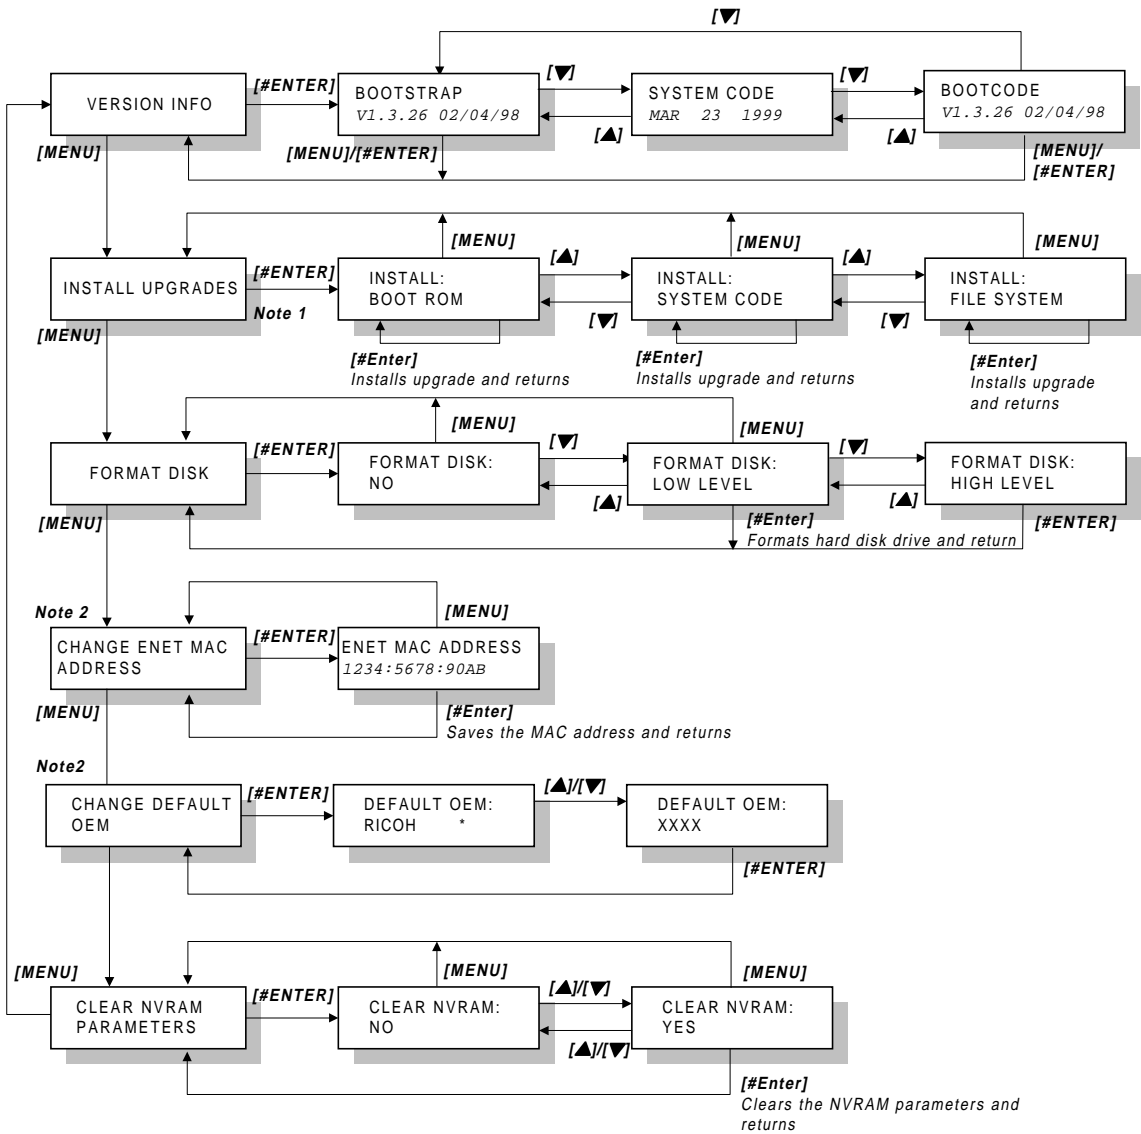 [▼]
VERSION INFO
[#ENTER]
BOOTSTRAP
V1.3.26 02/04/98
[▼]
[▲]
SYSTEM CODE
MAR 23 1999
[▼]
[▲]
BOOTCODE
V1.3.26 02/04/98
[MENU]
[MENU]/[#ENTER]
[MENU]/
[#ENTER]
INSTALL UPGRADES
[#ENTER]
Note 1
[MENU]
INSTALL:
BOOT ROM
[▲]
[▼]
[MENU]
INSTALL:
SYSTEM CODE
[▲]
[▼]
[MENU]
INSTALL:
FILE SYSTEM
[MENU]
[#Enter]
Installs upgrade and returns
[#Enter]
Installs upgrade and returns
[#Enter]
Installs upgrade
and returns
FORMAT DISK
[#ENTER]
[MENU]
FORMAT DISK:
NO
[▼]
[▲]
[MENU]
FORMAT DISK:
LOW LEVEL
[▼]
[▲]
FORMAT DISK:
HIGH LEVEL
[MENU]
[#Enter]
Formats hard disk drive and return
[#ENTER]
Note 2
CHANGE ENET MAC
ADDRESS
[#ENTER]
[MENU]
ENET MAC ADDRESS
1234:5678:90AB
[MENU]
[#Enter]
Saves the MAC address and returns
Note2
CHANGE DEFAULT
OEM
[#ENTER]
DEFAULT OEM:
RICOH *
[▲]/[▼]
DEFAULT OEM:
XXXX
[#ENTER]
[MENU]
CLEAR NVRAM
PARAMETERS
[#ENTER]
[MENU]
CLEAR NVRAM:
NO
[▲]/[▼]
[▲]/[▼]
[MENU]
CLEAR NVRAM:
YES
[#Enter]
Clears the NVRAM parameters and
returns